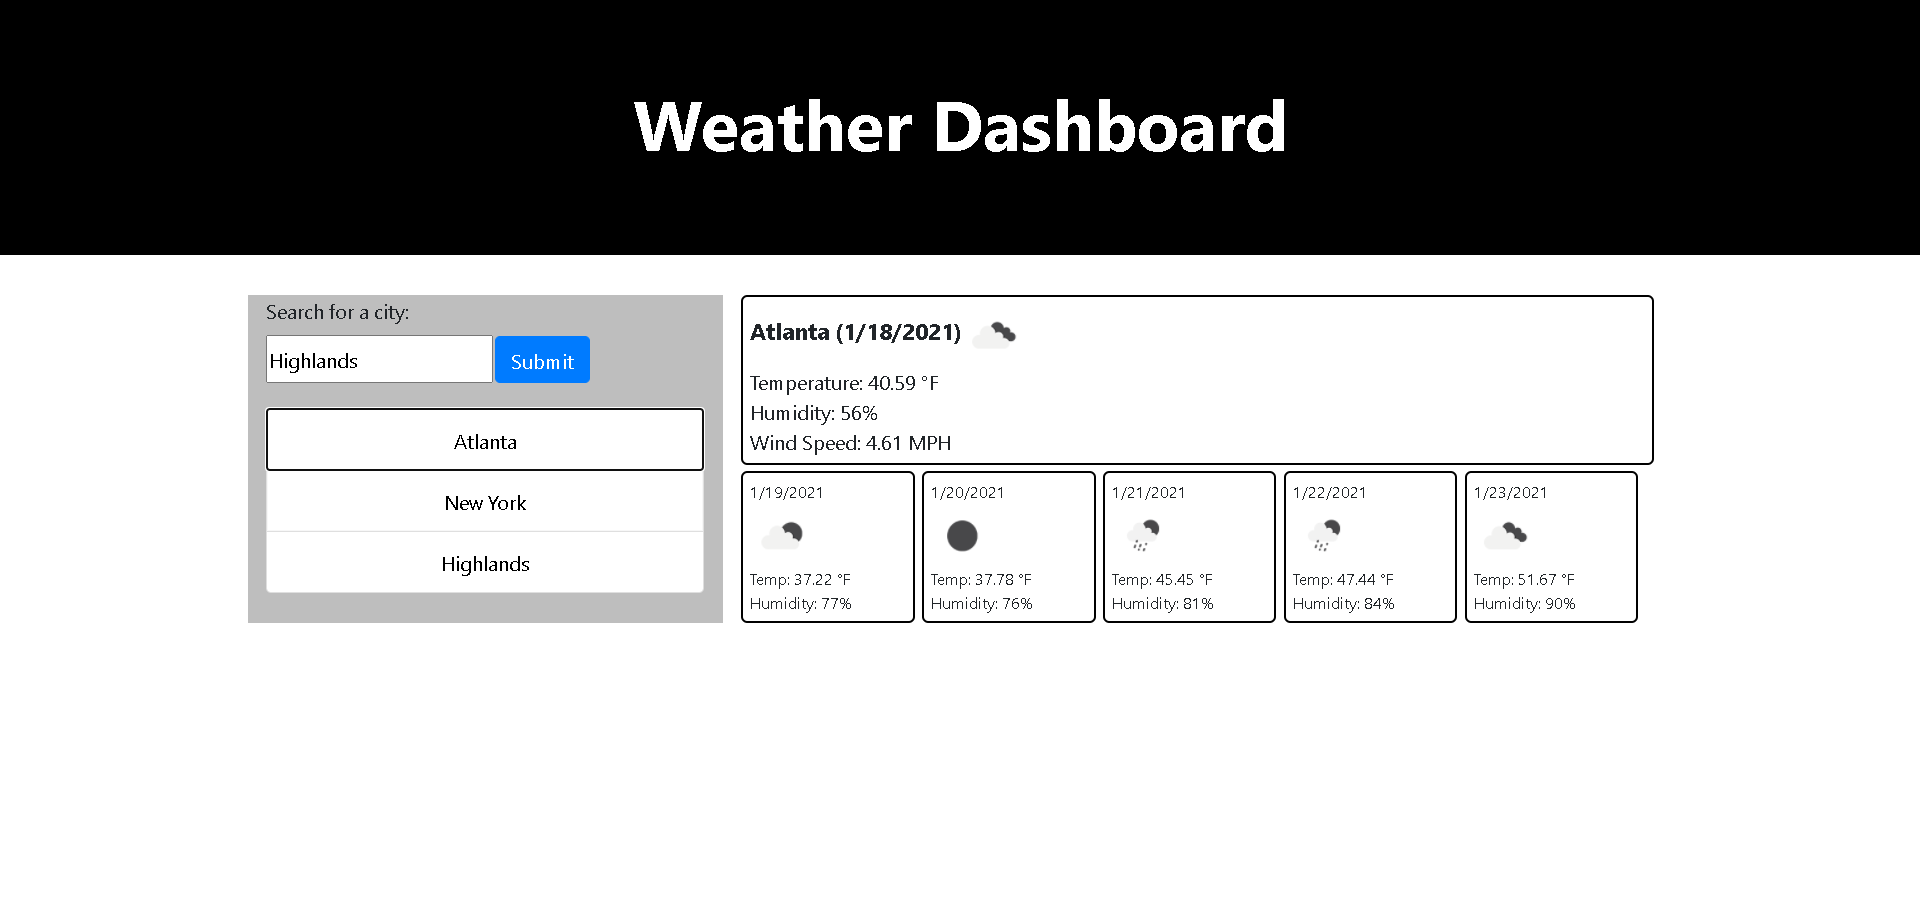 Weather Dashboard
Search for a city:
Highlands
Submit
Atlanta
New York
Highlands
Atlanta (1/18/2021)
Temperature: 40.59 °F
Humidity: 56%
Wind Speed: 4.61 MPH
1/19/2021
Temp: 37.22 °F
Humidity: 77%
1/20/2021
Temp: 37.78 °F
Humidity: 76%
1/21/2021
Temp: 45.45 °F
Humidity: 81%
1/22/2021
Temp: 47.44 °F
Humidity: 84%
1/23/2021
Temp: 51.67 °F
Humidity: 90%